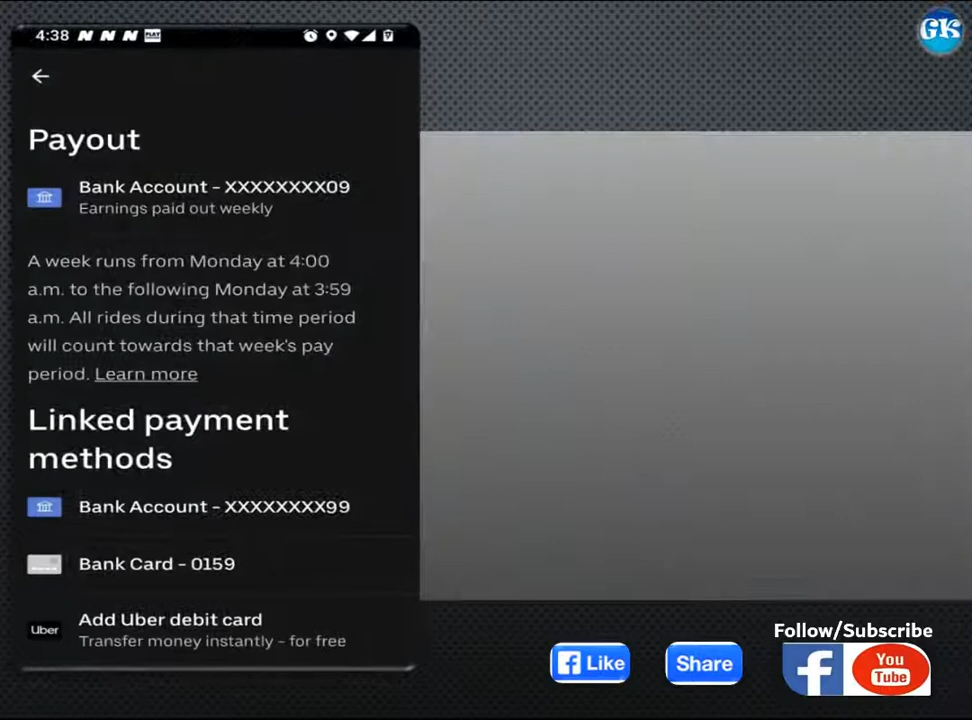 4:38
PLAY
GK
Payout
Bank Account - XXXXXXXX09
Earnings paid out weekly
A week runs from Monday at 4:00
a.m. to the following Monday at 3:59
a.m. All rides during that time period
will count towards that week's pay
period. Learn more
Linked payment
methods
Bank Account - XXXXXXXX99
Bank Card - 0159
Uber
Add Uber debit card
Transfer money instantly - for free
Follow/Subscribe
f Like
Share
f
You
Tube